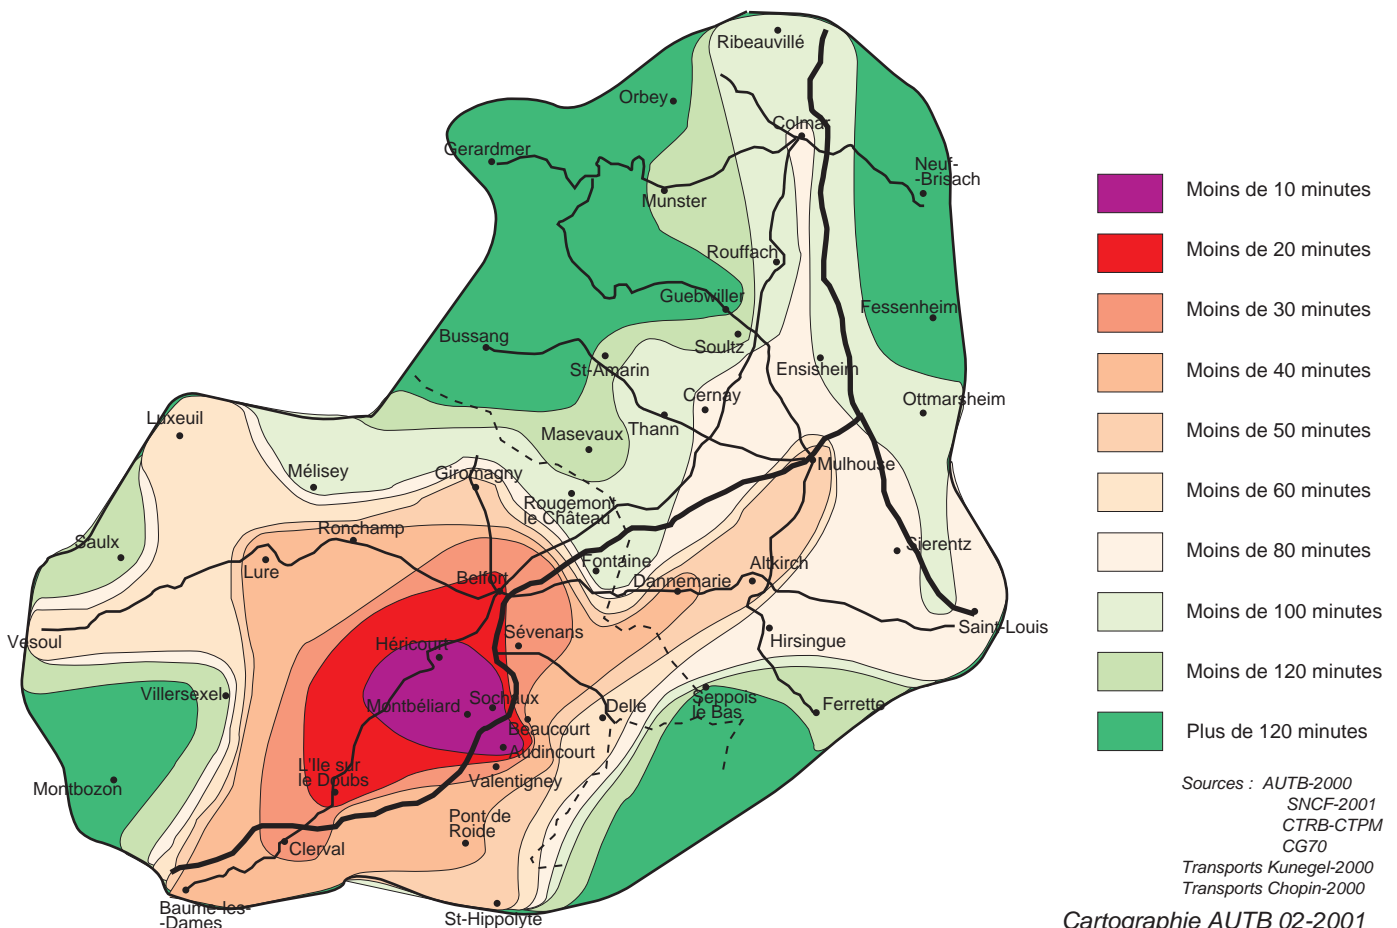 Ribeauvillé
Orbey
Colmar
Gerardmer
Neuf-
-Brisach
Munster
Rouffach
Guebwiller
Fessenheim
Bussang
Soultz
St-Amarin
Ensisheim
Cernay
Ottmarsheim
Luxeuil
Thann
Masevaux
Mulhouse
Mélisey
Giromagny
Rougemont
le Château
Ronchamp
Saulx
Sierentz
Lure
Fontaine
Altkirch
Belfort
Dannemarie
Vesoul
Héricourt
Sévenans
Hirsingue
Saint-Louis
Villersexel
Montbéliard
Sochaux
Delle
Seppois
le Bas
Ferrette
Beaucourt
Audincourt
L'Ile sur
le Doubs
Valentigney
Montbozon
Pont de
Roide
Clerval
Baume-les-
-Dames
St-Hippolyte
Moins de 10 minutes
Moins de 20 minutes
Moins de 30 minutes
Moins de 40 minutes
Moins de 50 minutes
Moins de 60 minutes
Moins de 80 minutes
Moins de 100 minutes
Moins de 120 minutes
Plus de 120 minutes
Sources : AUTB-2000
SNCF-2001
CTRB-CTPM
CG70
Transports Kunegel-2000
Transports Chopin-2000
Cartographie AUTB 02-2001